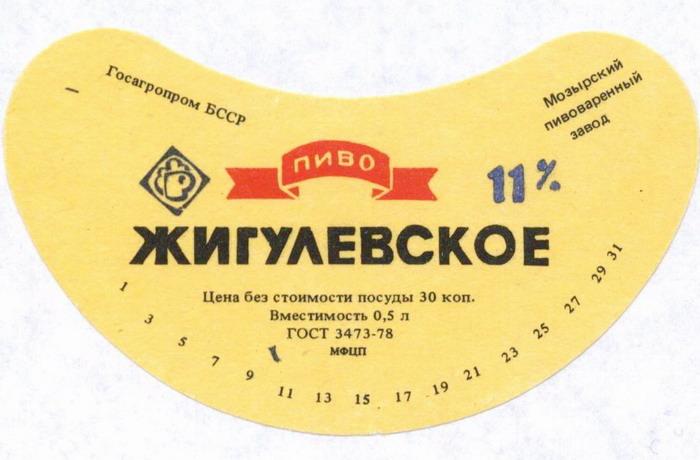 Госагропром БССР
Мозырский
пивоваренный
завод
ПИВО
11%
ЖИГУЛЕВСКОЕ
Цена без стоимости посуды 30 коп.
Вместимость 0,5 л
ГОСТ 3473-78
МФЦП
1 3 5 7 9 11 13 15 17 19 21 23 25 27 29 31